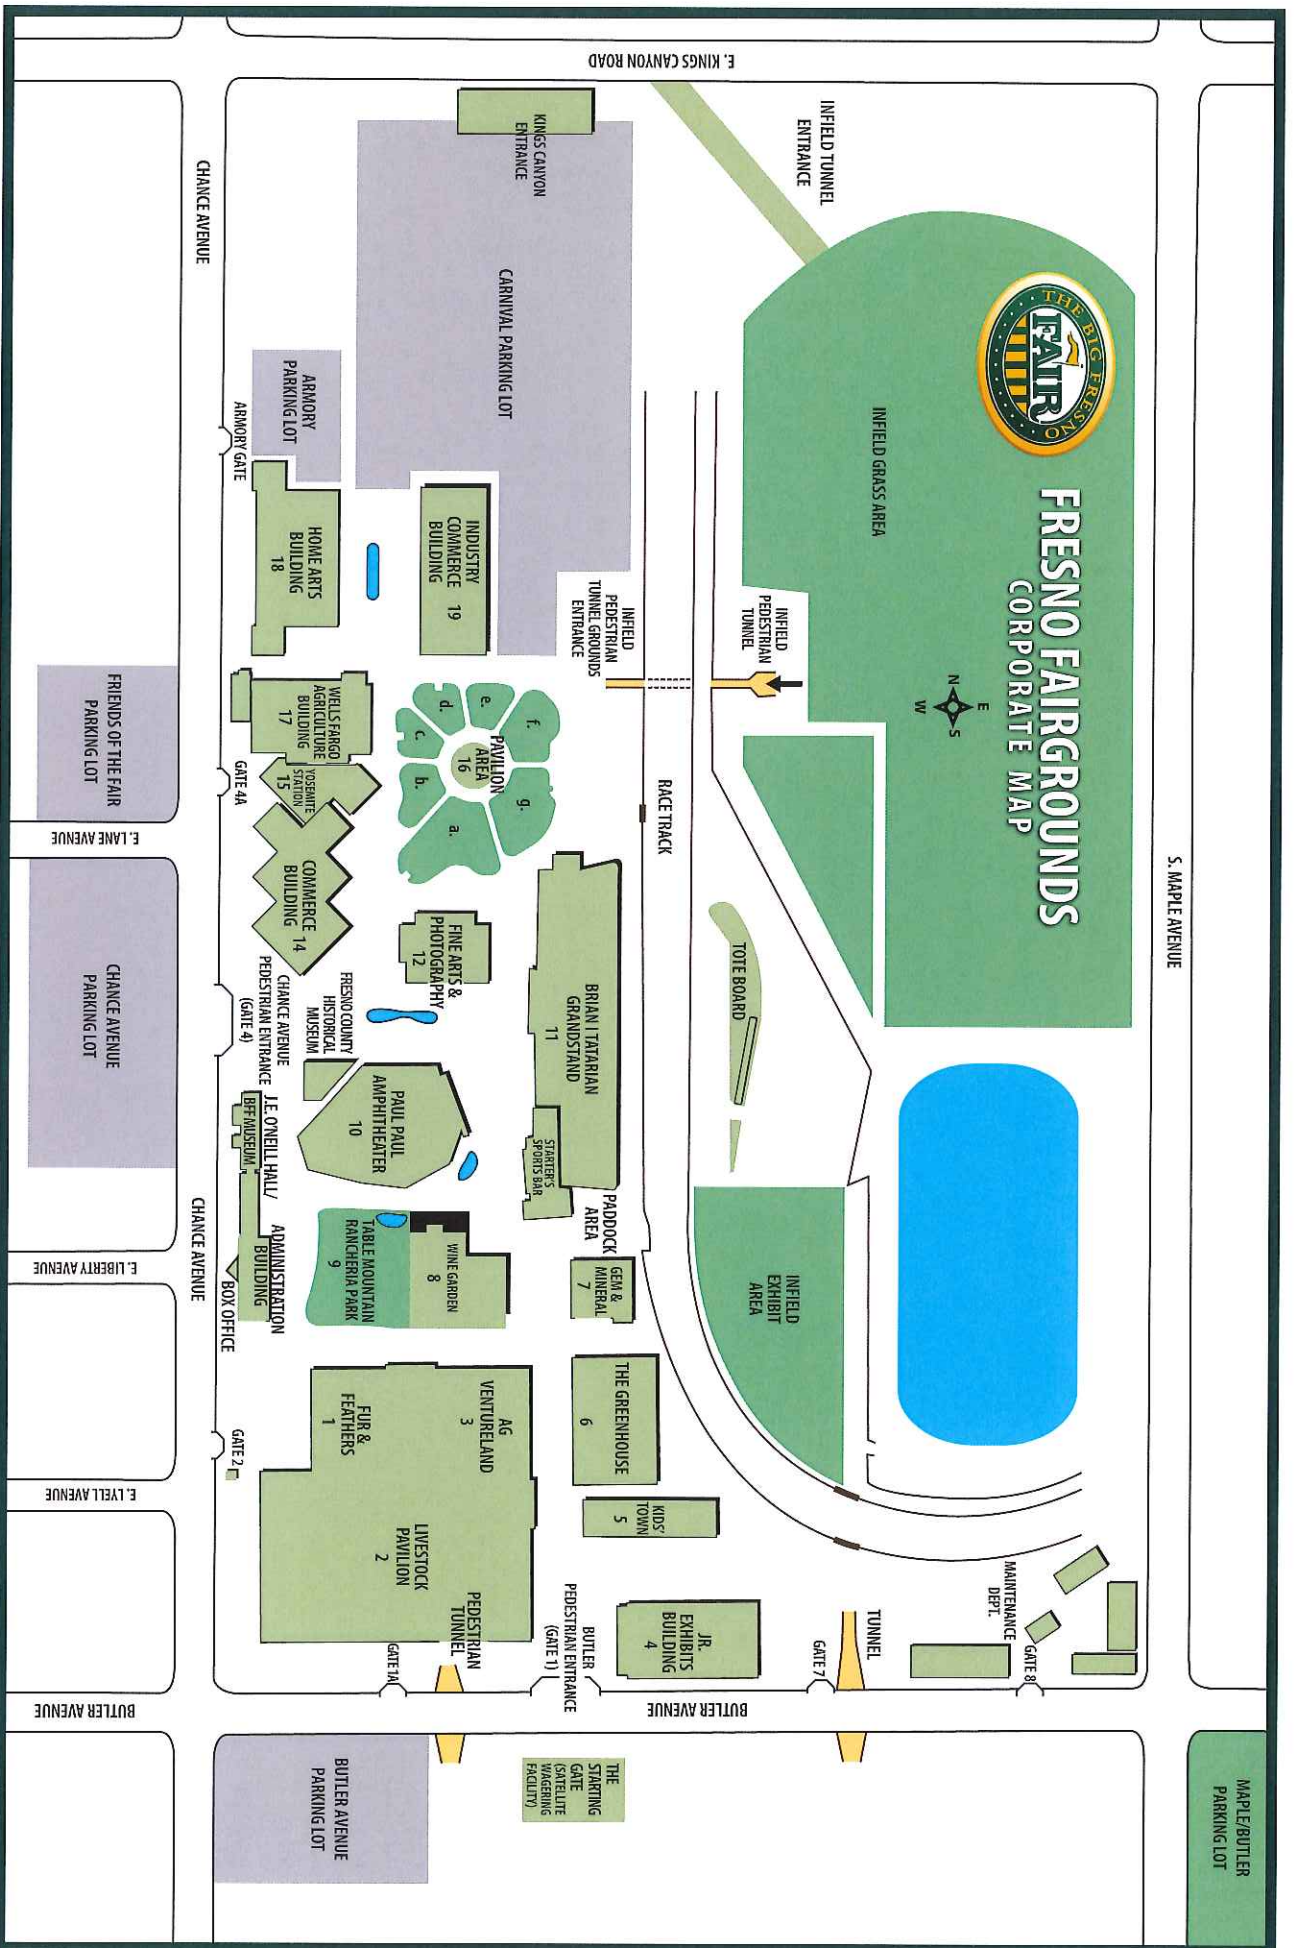 THE BIG FRESNO
FAIR
FRESNO FAIRGROUNDS
CORPORATE MAP
N
E
S
W
S. MAPLE AVENUE
MAPLE/BUTLER
PARKING LOT
E. KINGS CANYON ROAD
INFIELD TUNNEL
ENTRANCE
INFIELD GRASS AREA
INFIELD
PEDESTRIAN
TUNNEL
INFIELD
PEDESTRIAN
TUNNEL GROUNDS
ENTRANCE
RACE TRACK
TOTE BOARD
INFIELD
EXHIBIT
AREA
MAINTENANCE
DEPT.
GATE 8
TUNNEL
GATE 7
BUTLER AVENUE
KINGS CANYON
ENTRANCE
CARNIVAL PARKING LOT
ARMORY
PARKING LOT
ARMORY GATE
INDUSTRY
COMMERCE 19
BUILDING
HOME ARTS
BUILDING
18
WELLS FARGO
AGRICULTURE
BUILDING
17
YOSEMITE
STATION
15
GATE 4A
PAVILION
AREA
16
a.
b.
c.
d.
e.
f.
g.
COMMERCE
BUILDING 14
FINE ARTS &
PHOTOGRAPHY
12
BRIAN I TATARIAN
GRANDSTAND
11
STARTER'S
SPORTS BAR
PADDOCK
AREA
FRESNO COUNTY
HISTORICAL
MUSEUM
CHANCE AVENUE
PEDESTRIAN ENTRANCE
(GATE 4)
PAUL PAUL
AMPHITHEATER
10
J.E. O'NEILL HALL/
BFF MUSEUM
ADMINISTRATION
BUILDING
BOX OFFICE
TABLE MOUNTAIN
RANCHERIA PARK
9
WINE GARDEN
8
GEM &
MINERAL
7
THE GREENHOUSE
6
KIDS'
TOWN
5
JR.
EXHIBITS
BUILDING
4
AG
VENTURELAND
3
FUR &
FEATHERS
1
LIVESTOCK
PAVILION
2
GATE 2
PEDESTRIAN
TUNNEL
GATE 1A
BUTLER
PEDESTRIAN ENTRANCE
(GATE 1)
THE
STARTING
GATE
(SATELLITE
WAGERING
FACILITY)
BUTLER AVENUE
PARKING LOT
CHANCE AVENUE
CHANCE AVENUE
FRIENDS OF THE FAIR
PARKING LOT
E. LANE AVENUE
CHANCE AVENUE
PARKING LOT
E. LIBERTY AVENUE
E. LYELL AVENUE
BUTLER AVENUE